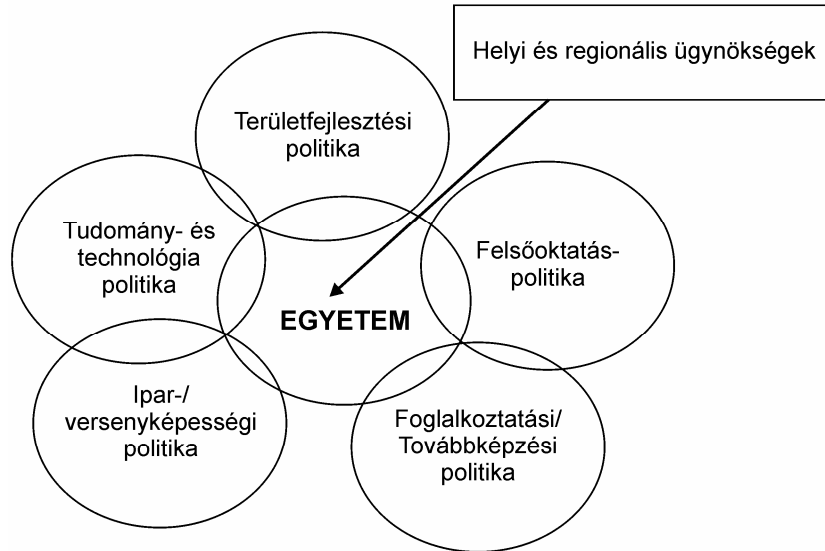 Helyi és regionális ügynökségek
Területfejlesztési
politika
Tudomány- és
technológia
politika
Felsőoktatás-
politika
EGYETEM
Ipar-/
versenyképességi
politika
Foglalkoztatási/
Továbbképzési
politika